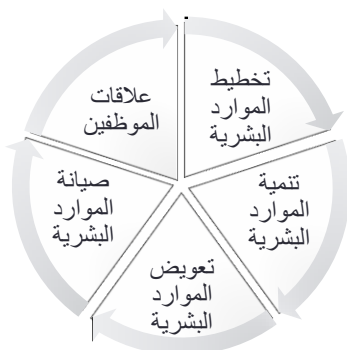 تخطيط
الموارد
البشرية
تنمية
الموارد
البشرية
تعويض
الموارد
البشرية
صيانة
الموارد
البشرية
علاقات
الموظفين